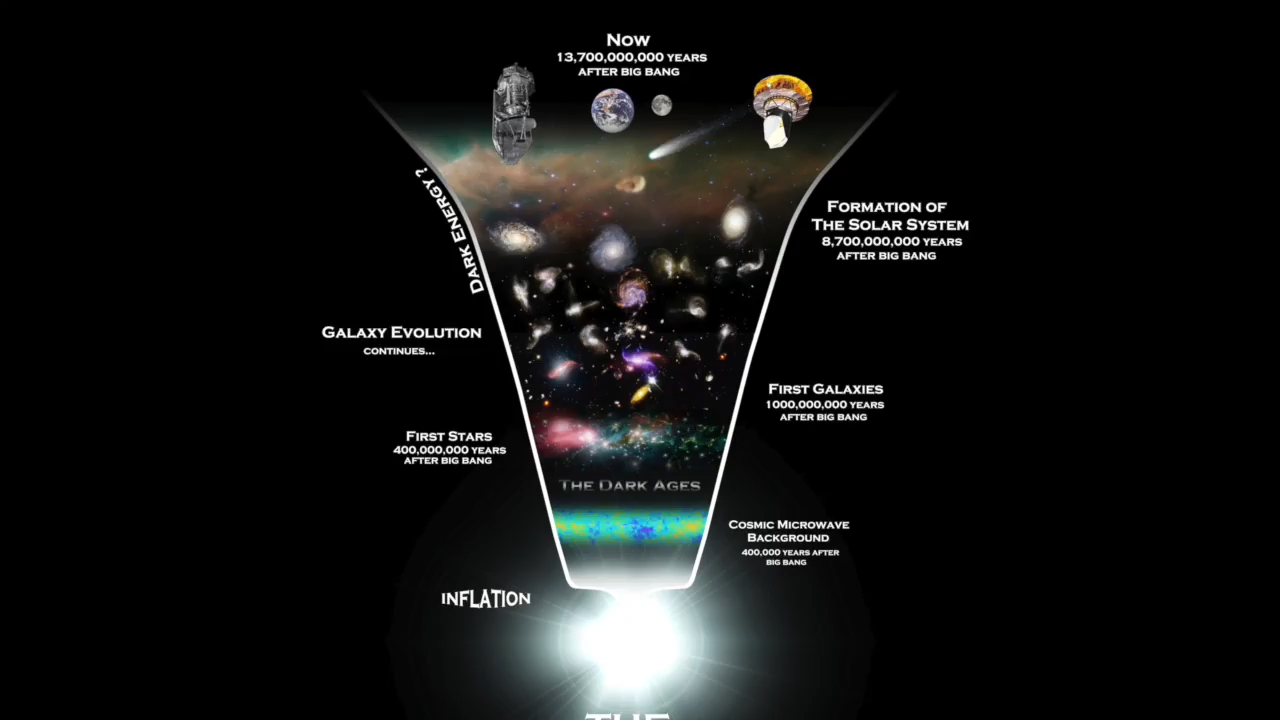 Now
13,700,000,000 years
after Big Bang
Dark Energy?
Formation of
The Solar System
8,700,000,000 years
after Big Bang
Galaxy Evolution
continues...
First Galaxies
1000,000,000 years
after Big Bang
First Stars
400,000,000 years
after Big Bang
The Dark Ages
Cosmic Microwave
Background
400,000 years after
Big Bang
Inflation
THE